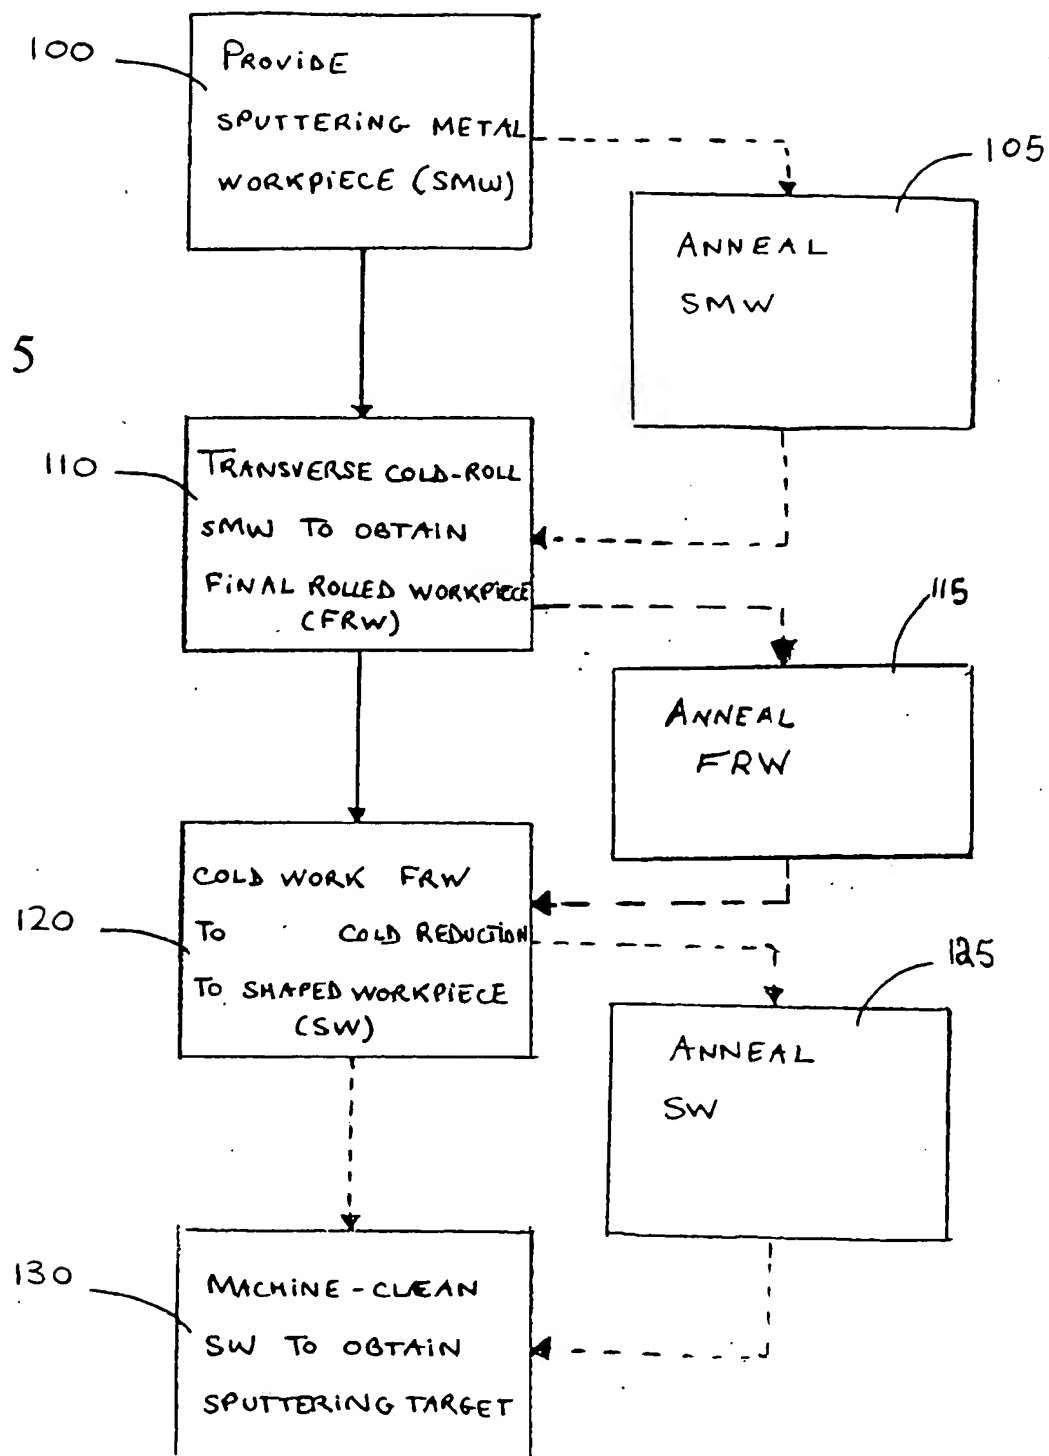 100
PROVIDE
SPUTTERING METAL
WORKPIECE (SMW)
105
ANNEAL
SMW
5
110
TRANSVERSE COLD-ROLL
SMW TO OBTAIN
FINAL ROLLED WORKPIECE
(FRW)
115
ANNEAL
FRW
120
COLD WORK FRW
TO COLD REDUCTION
TO SHAPED WORKPIECE
(SW)
125
ANNEAL
SW
130
MACHINE-CLEAN
SW TO OBTAIN
SPUTTERING TARGET